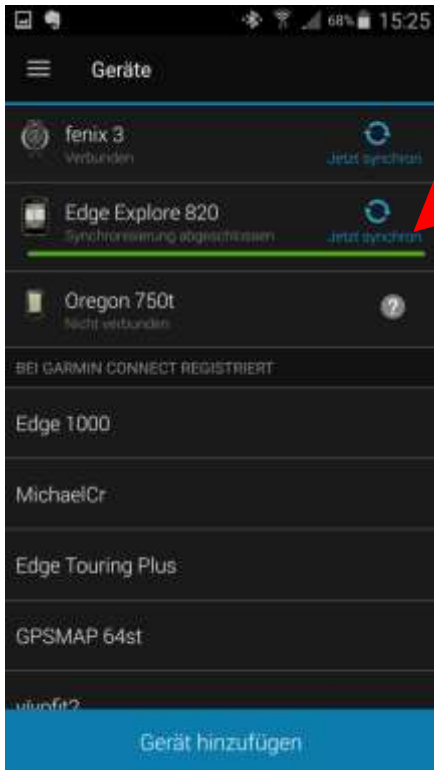 68% 15:25
Geräte
fenix 3
Verbunden
Jetzt synchron
Edge Explore 820
Synchronisierung abgeschlossen
Jetzt synchron
Oregon 750t
Nicht verbunden
?
BEI GARMIN CONNECT REGISTRIERT
Edge 1000
MichaelCr
Edge Touring Plus
GPSMAP 64st
vívofit2
Gerät hinzufügen